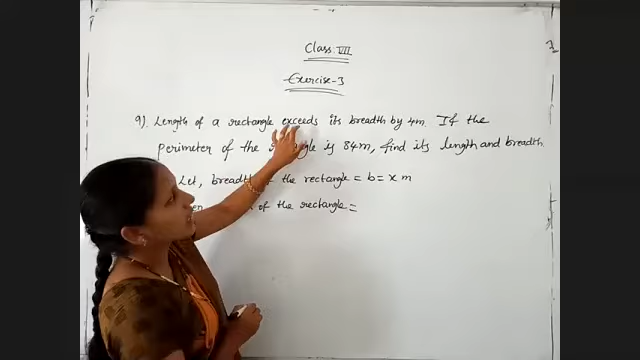 Class: VII
Exercise-3
9). Length of a rectangle exceeds its breadth by 4m. If the
perimeter of the rectangle is 84m, find its length and breadth.
Let, breadth of the rectangle = b = x m
of the rectangle =